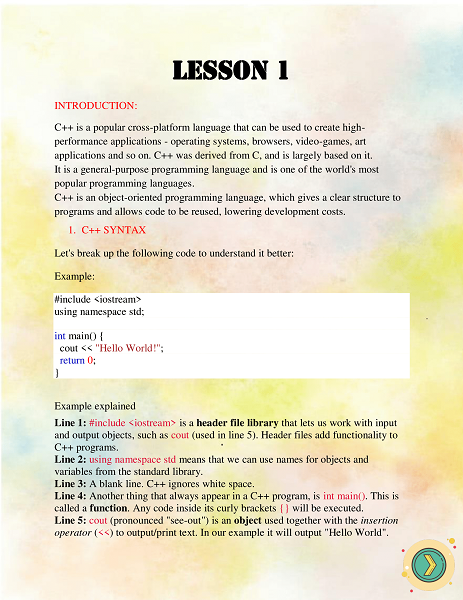 LESSON 1
INTRODUCTION:
C++ is a popular cross-platform language that can be used to create high-
performance applications - operating systems, browsers, video-games, art
applications and so on. C++ was derived from C, and is largely based on it.
It is a general-purpose programming language and is one of the world's most
popular programming languages.
C++ is an object-oriented programming language, which gives a clear structure to
programs and allows code to be reused, lowering development costs.
1. C++ SYNTAX
Let's break up the following code to understand it better:
Example:
#include <iostream>
using namespace std;
int main() {
cout << "Hello World!";
return 0;
}
Example explained
Line 1: #include <iostream> is a header file library that lets us work with input
and output objects, such as cout (used in line 5). Header files add functionality to
C++ programs.
Line 2: using namespace std means that we can use names for objects and
variables from the standard library.
Line 3: A blank line. C++ ignores white space.
Line 4: Another thing that always appear in a C++ program, is int main(). This is
called a function. Any code inside its curly brackets {} will be executed.
Line 5: cout (pronounced "see-out") is an object used together with the insertion
operator (<<) to output/print text. In our example it will output "Hello World".